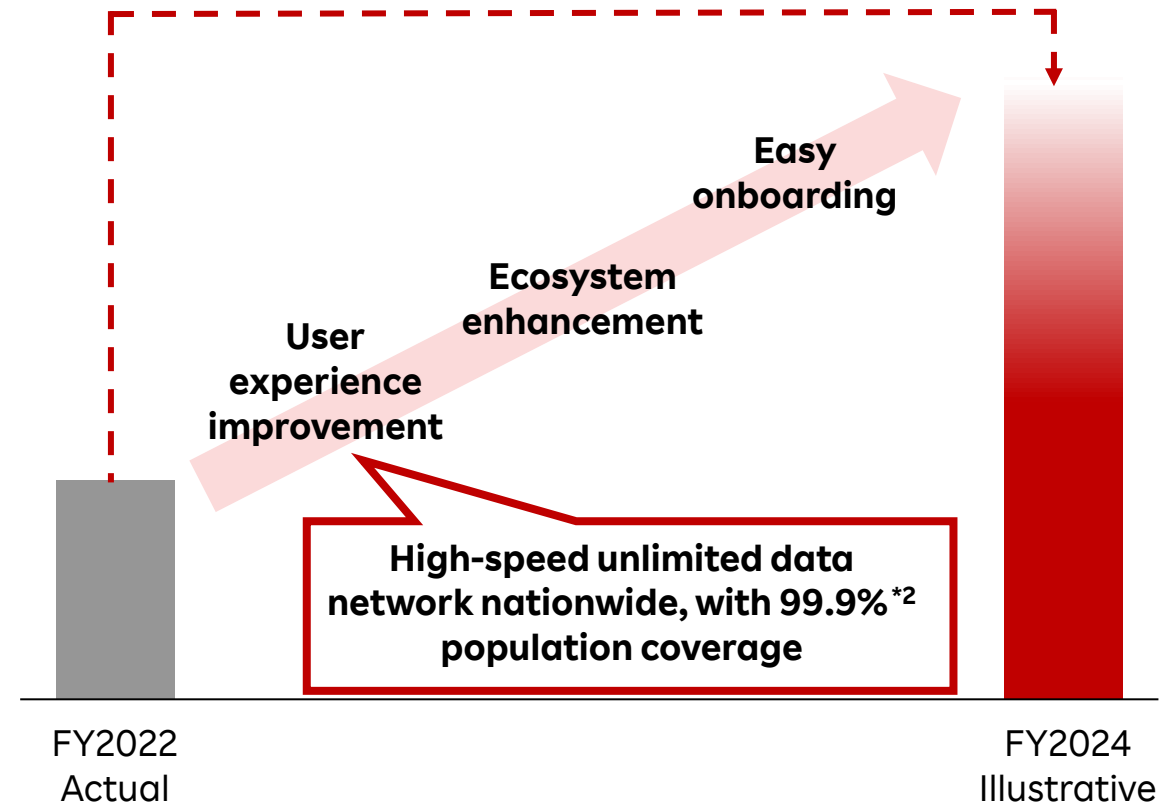 Easy
onboarding
Ecosystem
enhancement
User
experience
improvement
High-speed unlimited data
network nationwide, with 99.9%*2
population coverage
FY2022
Actual
FY2024
Illustrative